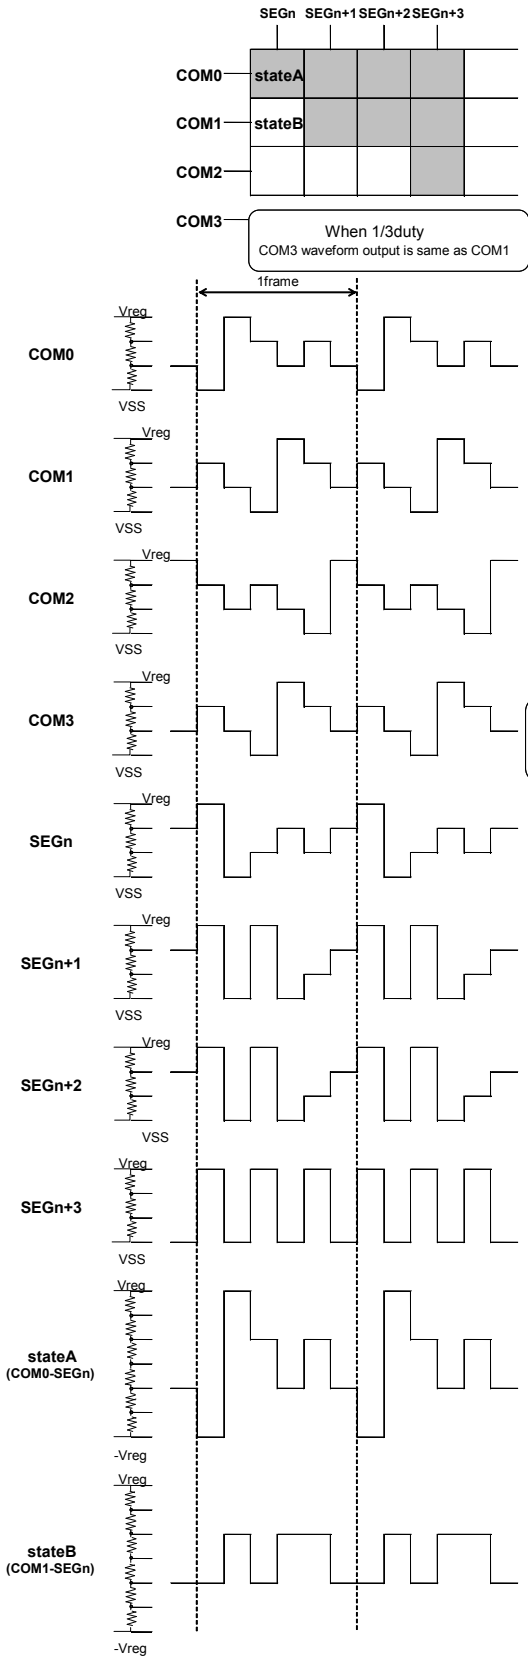 SEGn SEGn+1 SEGn+2 SEGn+3
COM0 stateA
COM1 stateB
COM2
COM3
When 1/3duty
COM3 waveform output is same as COM1
1frame
Vreg
COM0
VSS
Vreg
COM1
VSS
Vreg
COM2
VSS
Vreg
COM3
VSS
Vreg
SEGn
VSS
Vreg
SEGn+1
VSS
Vreg
SEGn+2
VSS
Vreg
SEGn+3
VSS
Vreg
stateA
(COM0-SEGn)
-Vreg
Vreg
stateB
(COM1-SEGn)
-Vreg